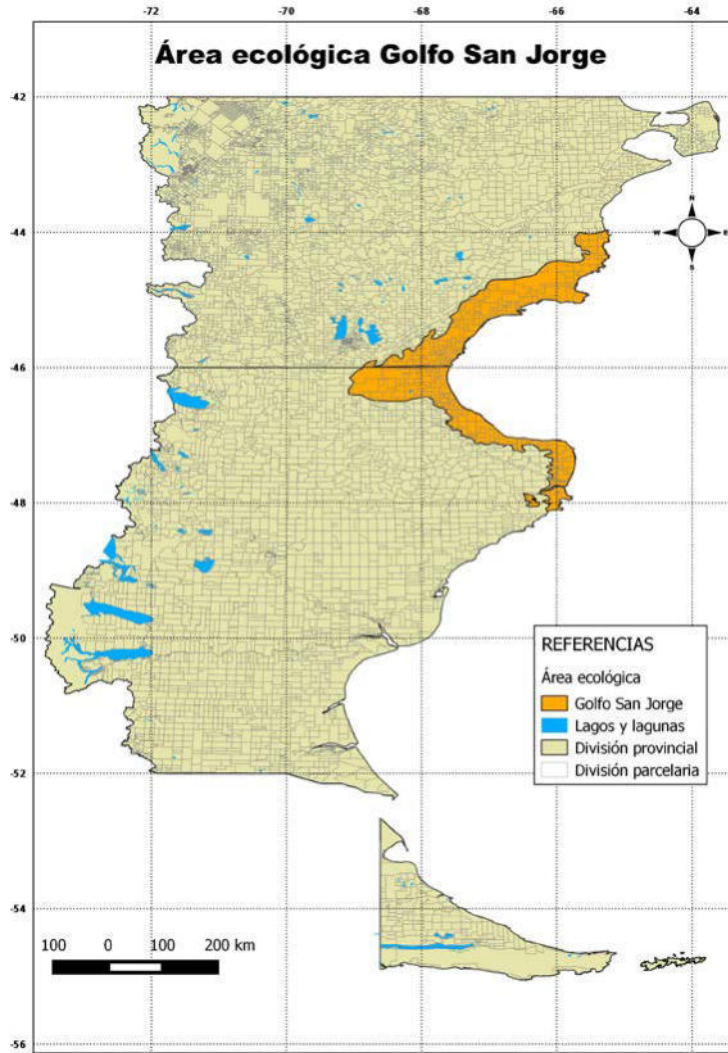 -72 -70 -68 -66 -64
Área ecológica Golfo San Jorge
-42
N
-44
W E
S
-46
-48
-50
REFERENCIAS
Área ecológica
Golfo San Jorge
Lagos y lagunas
División provincial
División parcelaria
-52
-54
100 0 100 200 km
-56